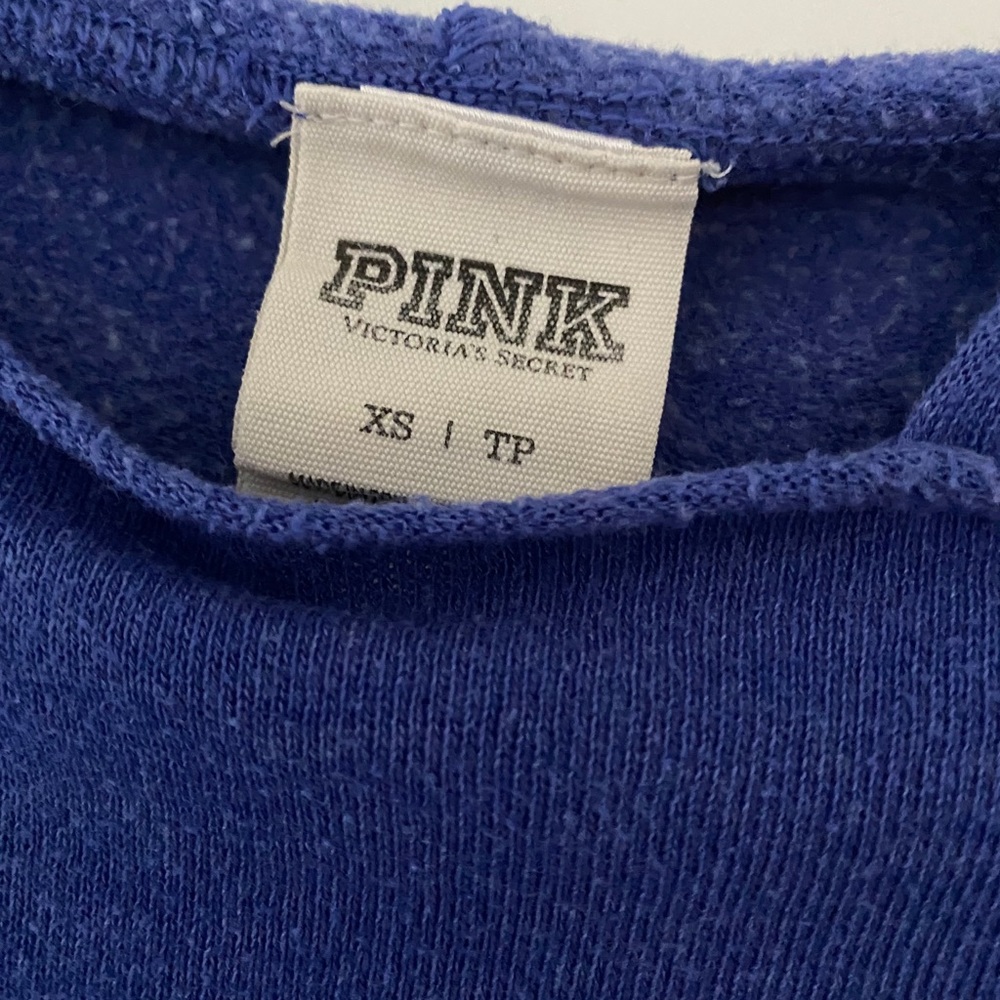 PINK
VICTORIA'S SECRET
XS | TP